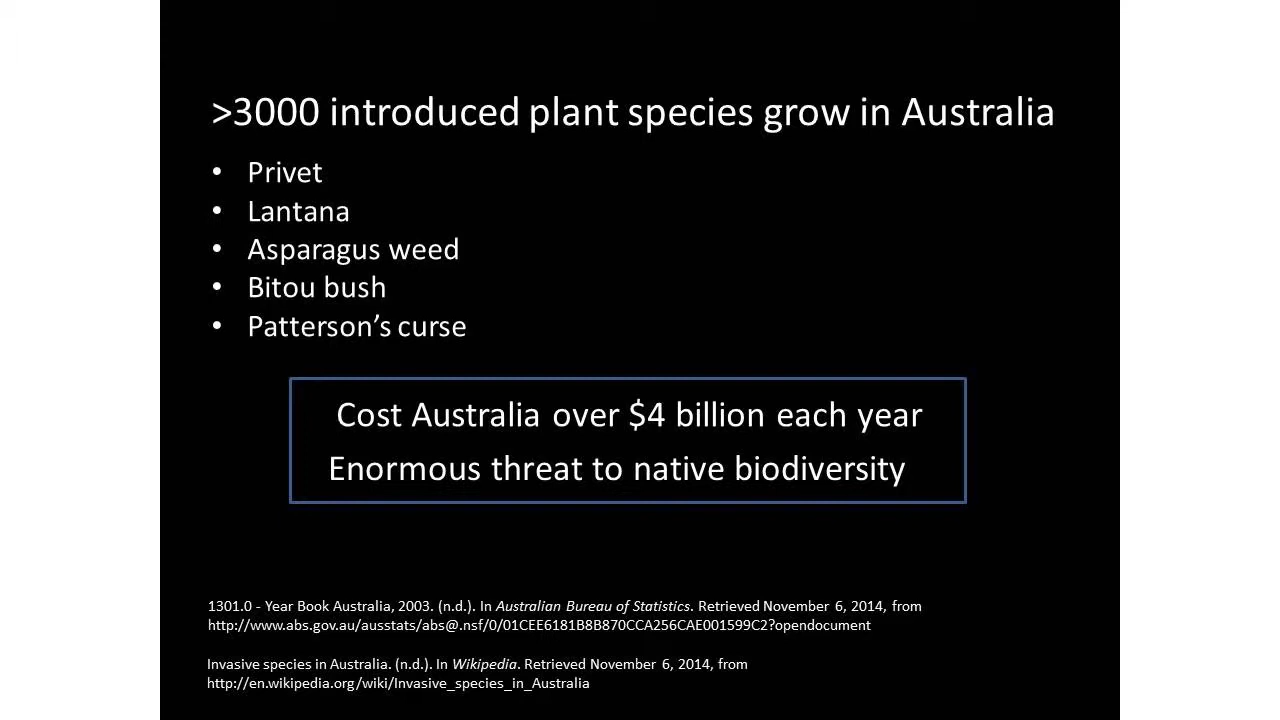 >3000 introduced plant species grow in Australia
• Privet
• Lantana
• Asparagus weed
• Bitou bush
• Patterson’s curse
Cost Australia over $4 billion each year
Enormous threat to native biodiversity
1301.0 - Year Book Australia, 2003. (n.d.). In Australian Bureau of Statistics. Retrieved November 6, 2014, from
http://www.abs.gov.au/ausstats/abs@.nsf/0/01CEE6181B8B870CCA256CAE001599C2?opendocument
Invasive species in Australia. (n.d.). In Wikipedia. Retrieved November 6, 2014, from
http://en.wikipedia.org/wiki/Invasive_species_in_Australia